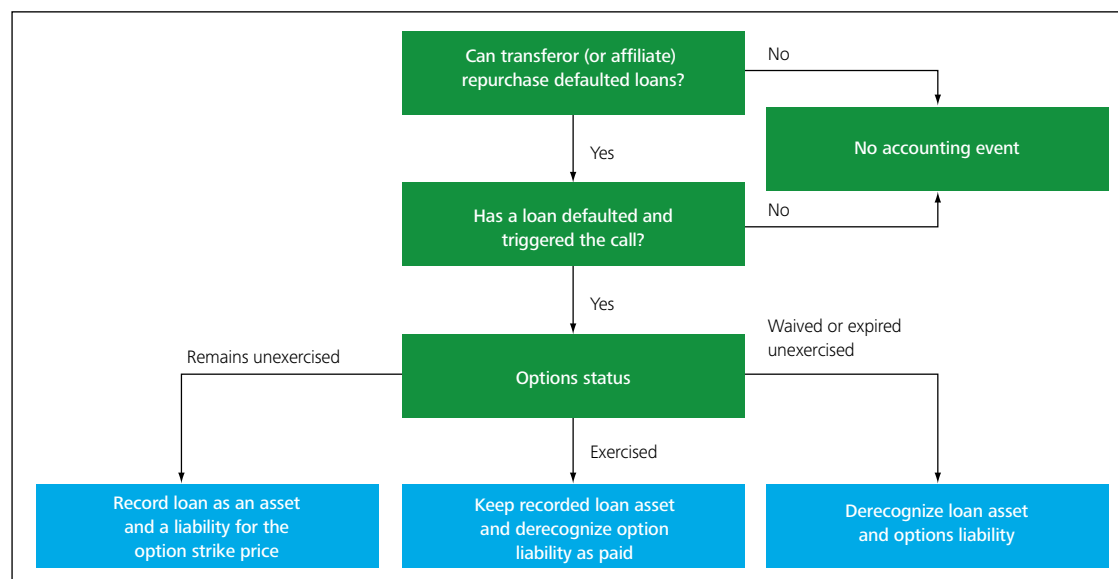 Can transferor (or affiliate)
repurchase defaulted loans?
No
No accounting event
Yes
Has a loan defaulted and
triggered the call?
No
Yes
Remains unexercised
Options status
Waived or expired
unexercised
Exercised
Record loan as an asset
and a liability for the
option strike price
Keep recorded loan asset
and derecognize option
liability as paid
Derecognize loan asset
and options liability